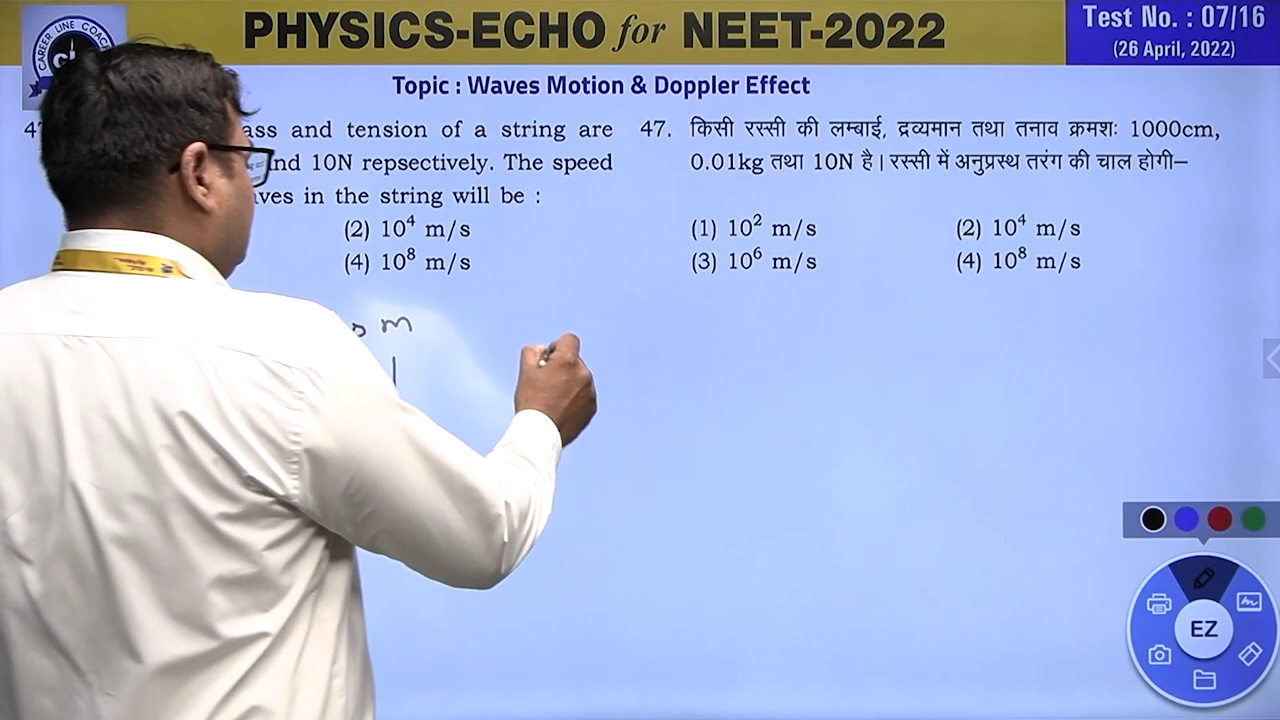 PHYSICS-ECHO for NEET-2022
Test No. : 07/16
(26 April, 2022)
CAREER LINE COACHING
Topic : Waves Motion & Doppler Effect
and tension of a string are
10N repsectively. The speed
in the string will be :
(2) 10⁴ m/s
(4) 10⁸ m/s
47. किसी रस्सी की लम्बाई, द्रव्यमान तथा तनाव क्रमशः 1000cm,
0.01kg तथा 10N है। रस्सी में अनुप्रस्थ तरंग की चाल होगी–
(1) 10² m/s (2) 10⁴ m/s
(3) 10⁶ m/s (4) 10⁸ m/s
m
EZ